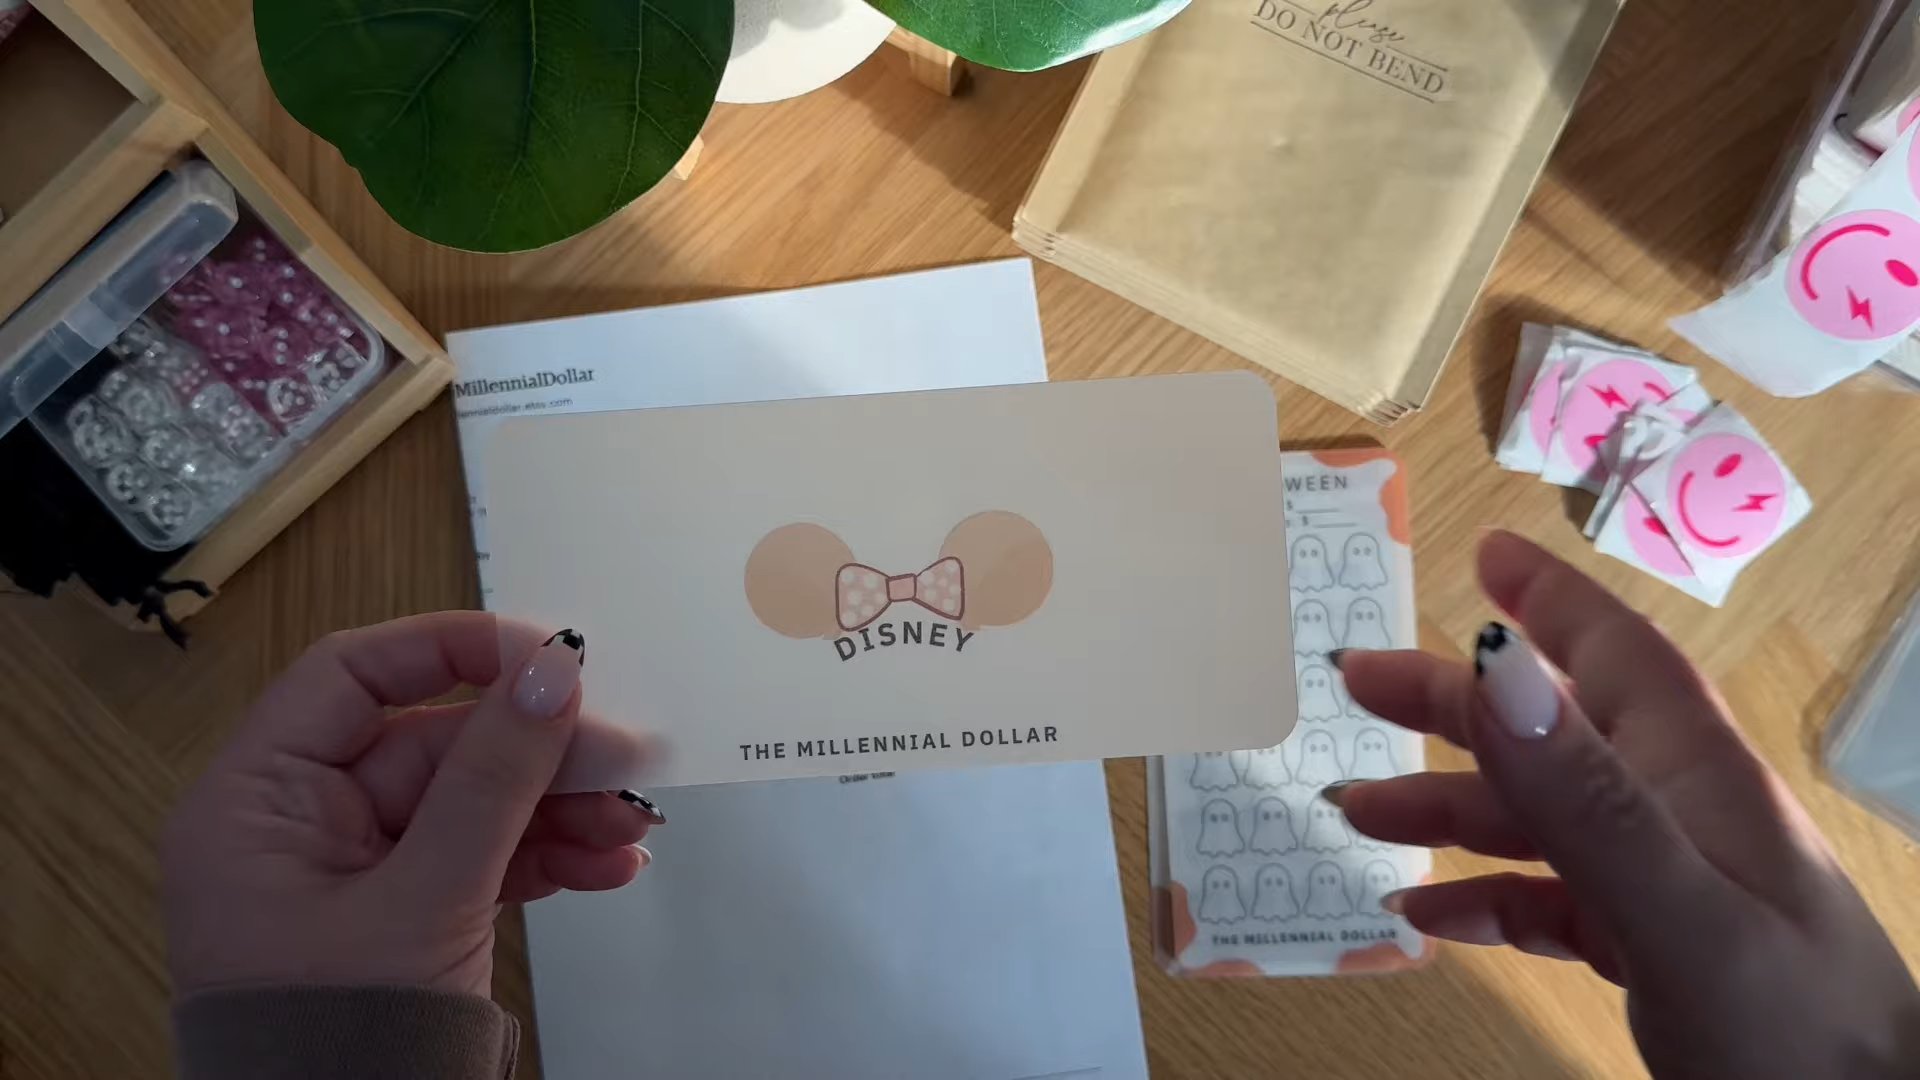 please
DO NOT BEND
MillennialDollar
WEEN
$
$
DISNEY
THE MILLENNIAL DOLLAR
THE MILLENNIAL DOLLAR